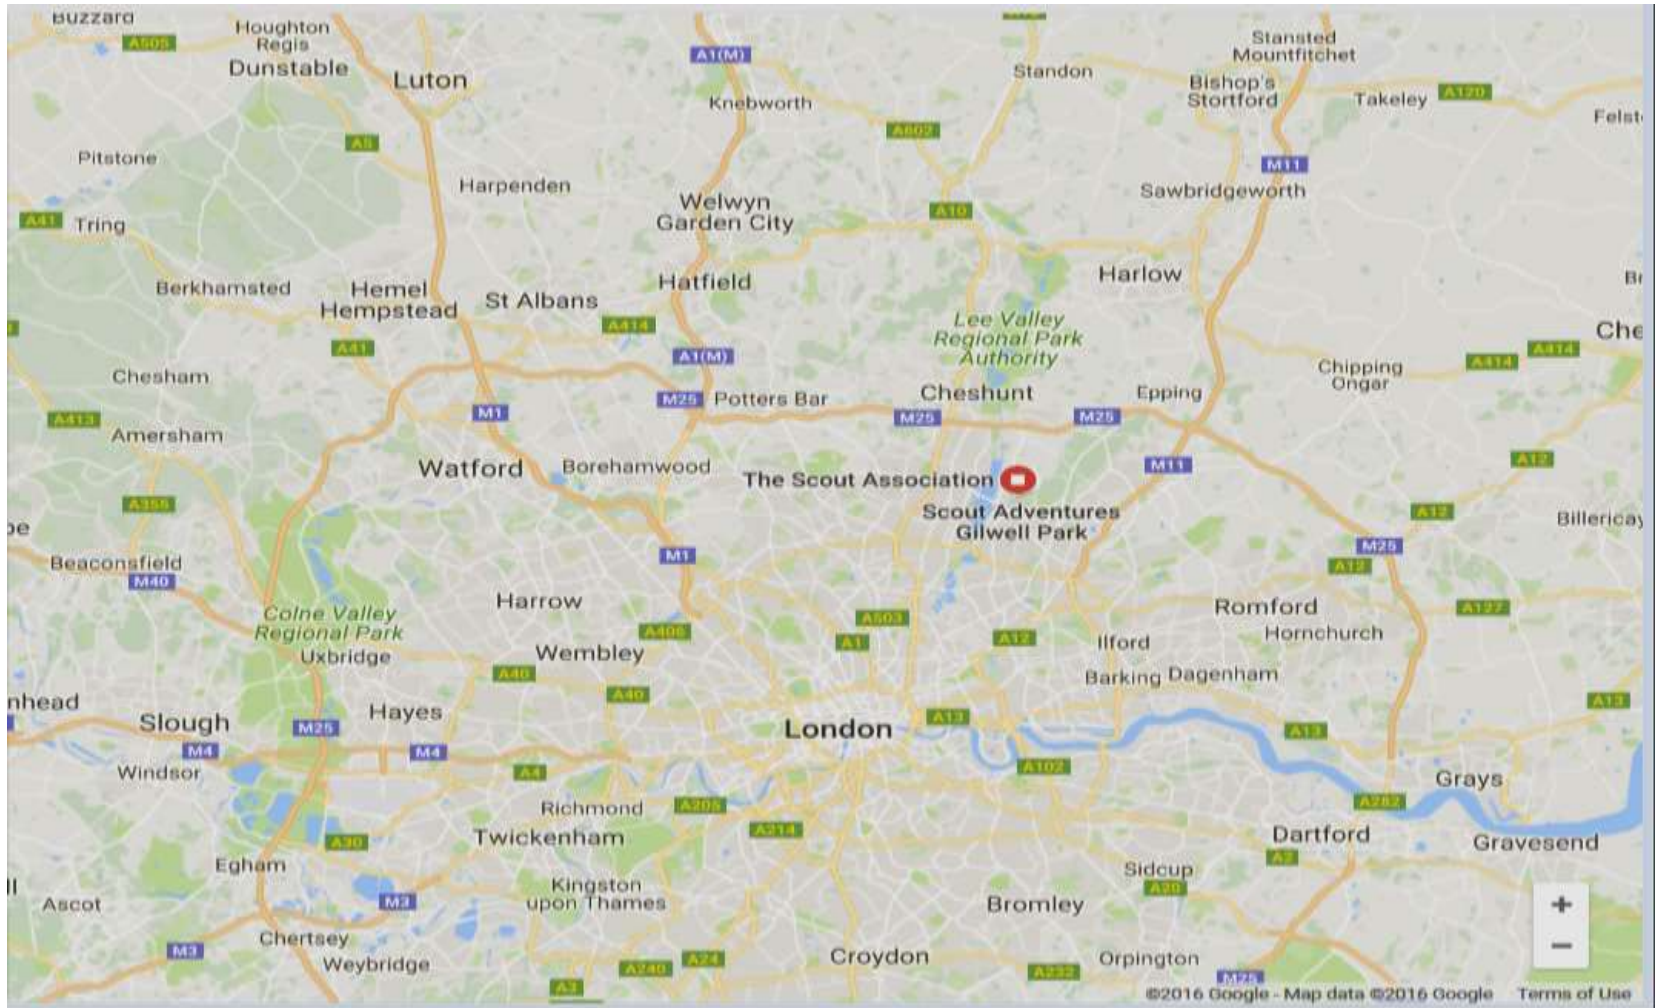 Buzzard
Houghton
Regis
A505
Dunstable
Luton
A1(M)
Knebworth
Standon
Stansted
Mountfitchet
Bishop's
Stortford
Takeley
A120
A5
A602
Pitstone
Harpenden
M11
Sawbridgeworth
A41
Tring
Welwyn
Garden City
A10
Berkhamsted
Hemel
Hempstead
St Albans
Hatfield
Harlow
A414
Lee Valley
Regional Park
Authority
Che
A41
A1(M)
A414
A414
Chesham
Chipping
Ongar
M1
M25
Potters Bar
Cheshunt
M25
M25
Epping
A413
Amersham
Watford
Borehamwood
The Scout Association
M11
A12
A355
Scout Adventures
Gilwell Park
A12
Billericay
Beaconsfield
M40
M1
M25
A12
Colne Valley
Regional Park
Uxbridge
Harrow
A406
A503
A1
A12
Romford
A127
Ilford
Hornchurch
Wembley
A40
A40
Barking
Dagenham
nhead
Slough
Hayes
M25
London
A13
A13
A13
M4
M4
Windsor
A4
A102
Grays
Richmond
A205
A282
Twickenham
A214
Dartford
Gravesend
A30
A2
Egham
Sidcup
A20
Kingston
upon Thames
Ascot
M3
Bromley
+
Chertsey
M3
Weybridge
A240
A24
Croydon
A232
Orpington
−
A3
M25
©2016 Google - Map data ©2016 Google
Terms of Use